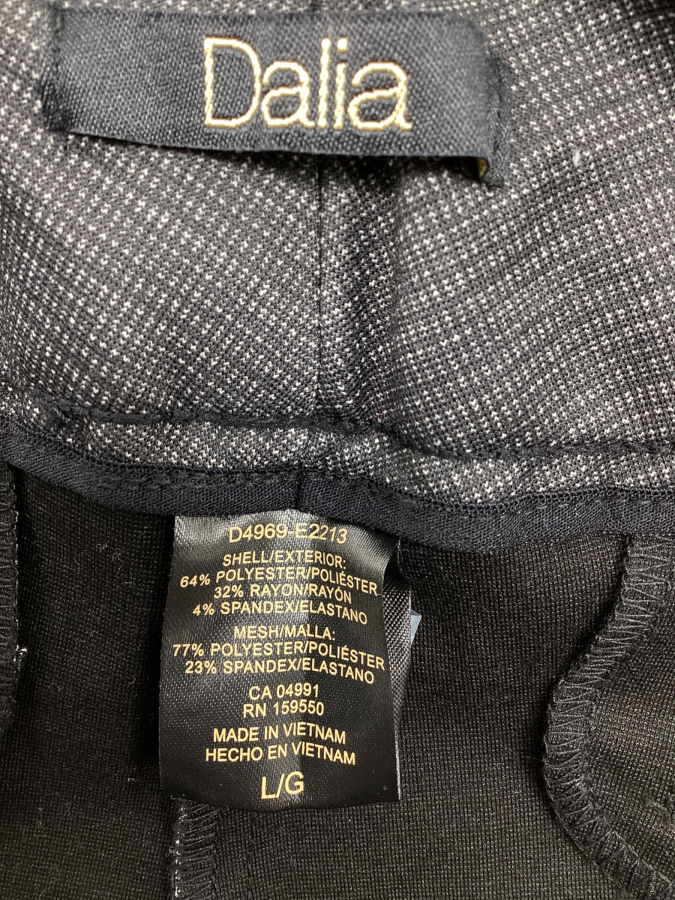 Dalia
D4969-E2213
SHELL/EXTERIOR:
64% POLYESTER/POLIÉSTER
32% RAYON/RAYÓN
4% SPANDEX/ELASTANO
MESH/MALLA:
77% POLYESTER/POLIÉSTER
23% SPANDEX/ELASTANO
CA 04991
RN 159550
MADE IN VIETNAM
HECHO EN VIETNAM
L/G